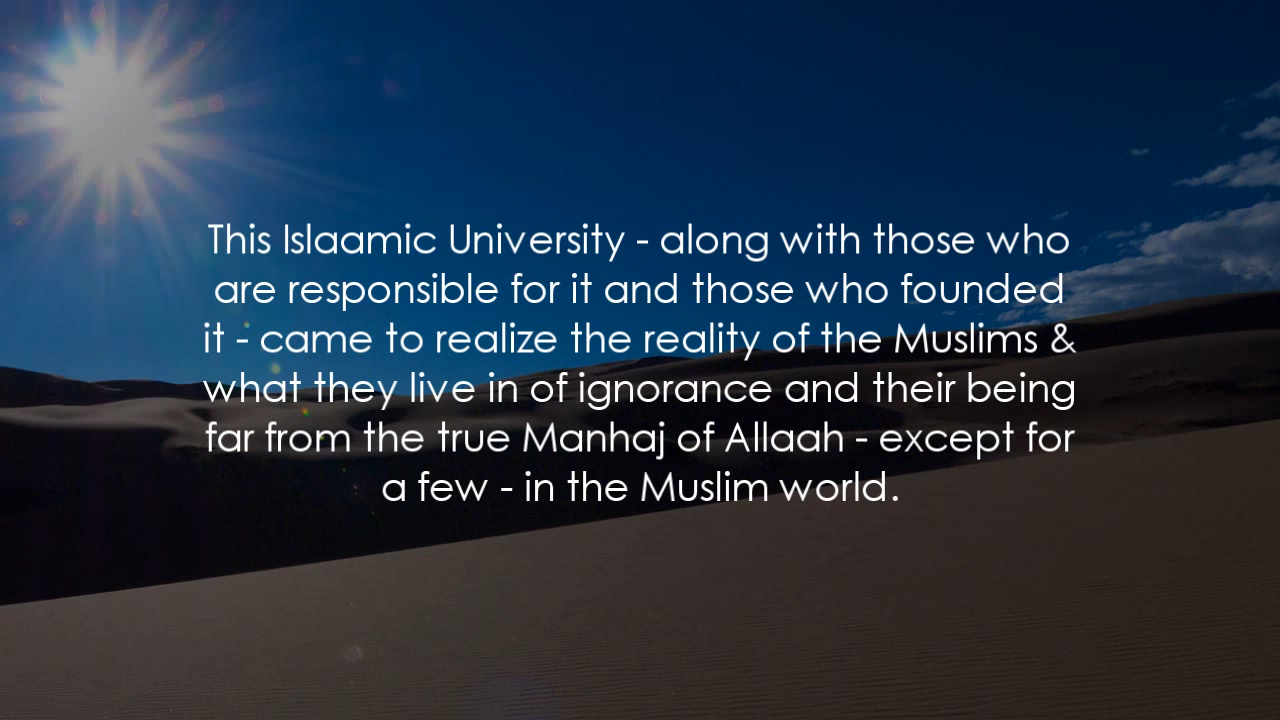 This Islaamic University - along with those who
are responsible for it and those who founded
it - came to realize the reality of the Muslims &
what they live in of ignorance and their being
far from the true Manhaj of Allaah - except for
a few - in the Muslim world.